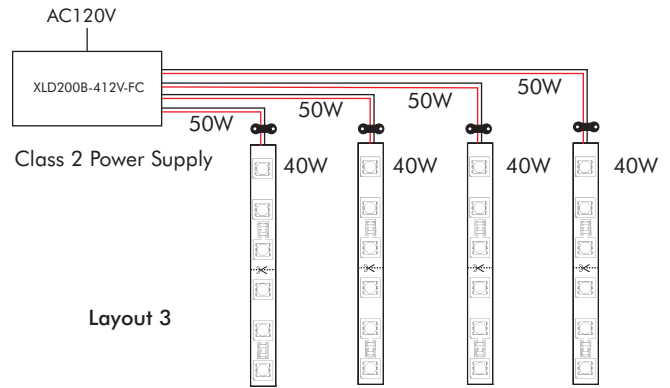 AC120V
XLD200B-412V-FC
50W
50W
50W
50W
Class 2 Power Supply
40W
40W
40W
40W
Layout 3